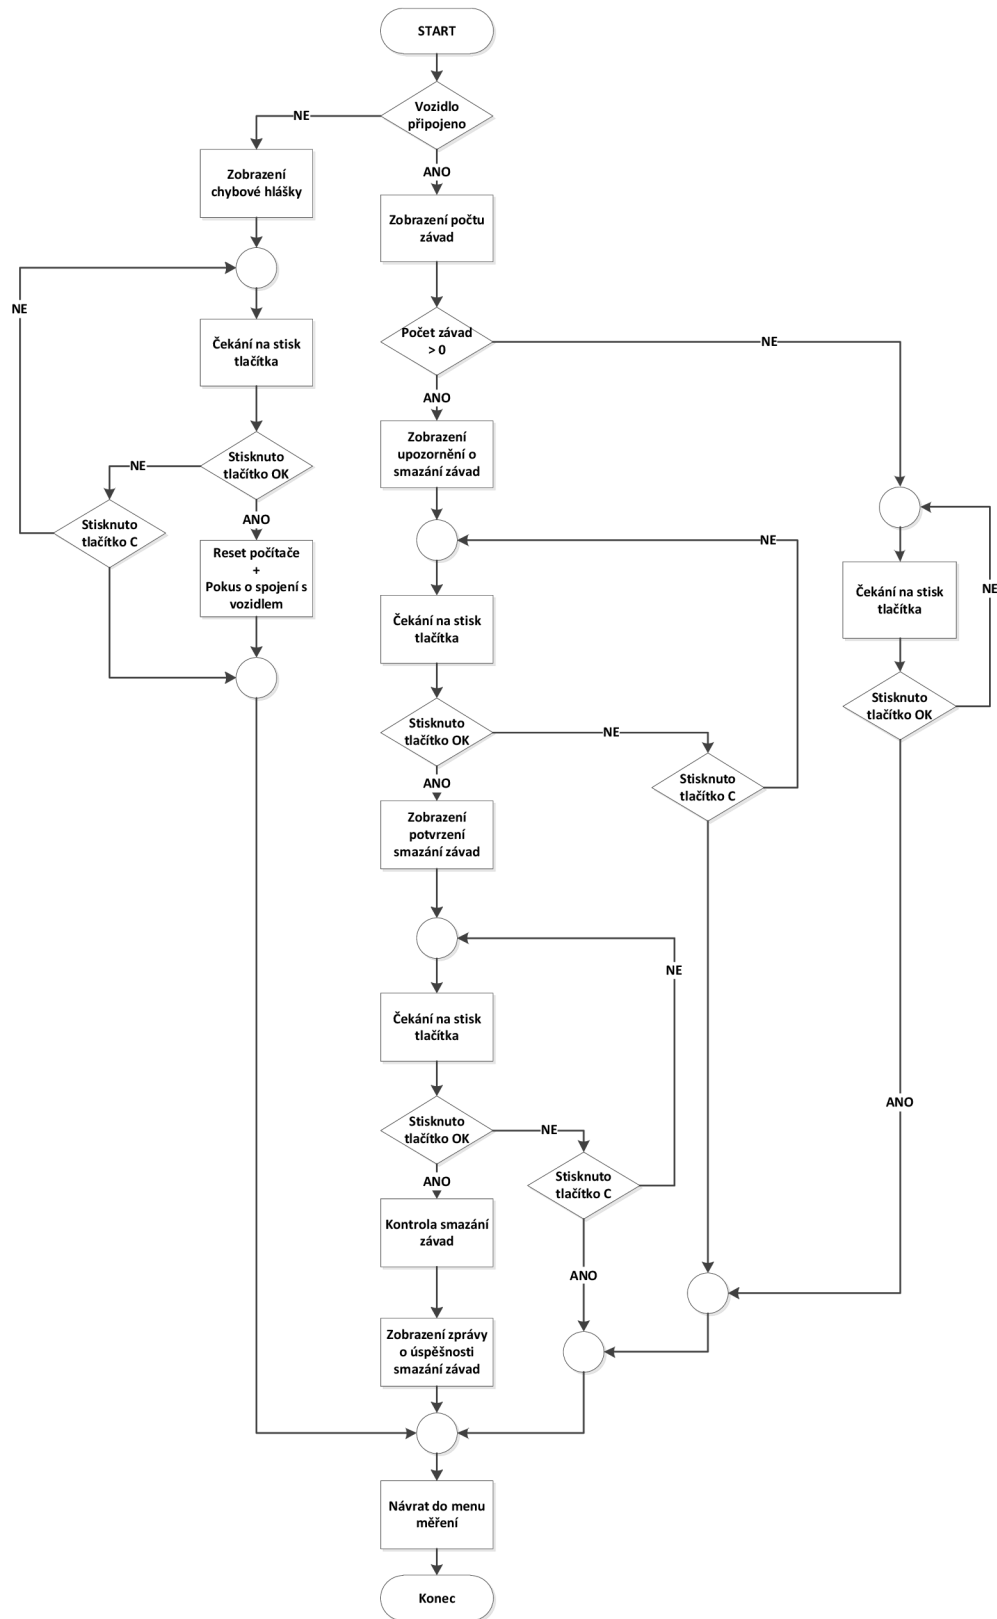 START
Vozidlo
připojeno
NE
ANO
Zobrazení
chybové hlášky
Zobrazení počtu
závad
NE
Čekání na stisk
tlačítka
Počet závad
> 0
NE
ANO
Zobrazení
upozornění o
smazání závad
Stisknuto
tlačítko OK
NE
Stisknuto
tlačítko C
ANO
Reset počítače
+
Pokus o spojení s
vozidlem
NE
Čekání na stisk
tlačítka
NE
Čekání na stisk
tlačítka
Stisknuto
tlačítko OK
Stisknuto
tlačítko OK
NE
ANO
Stisknuto
tlačítko C
Zobrazení
potvrzení
smazání závad
NE
Čekání na stisk
tlačítka
ANO
Stisknuto
tlačítko OK
NE
Stisknuto
tlačítko C
ANO
Kontrola smazání
závad
ANO
Zobrazení zprávy
o úspěšnosti
smazání závad
Návrat do menu
měření
Konec